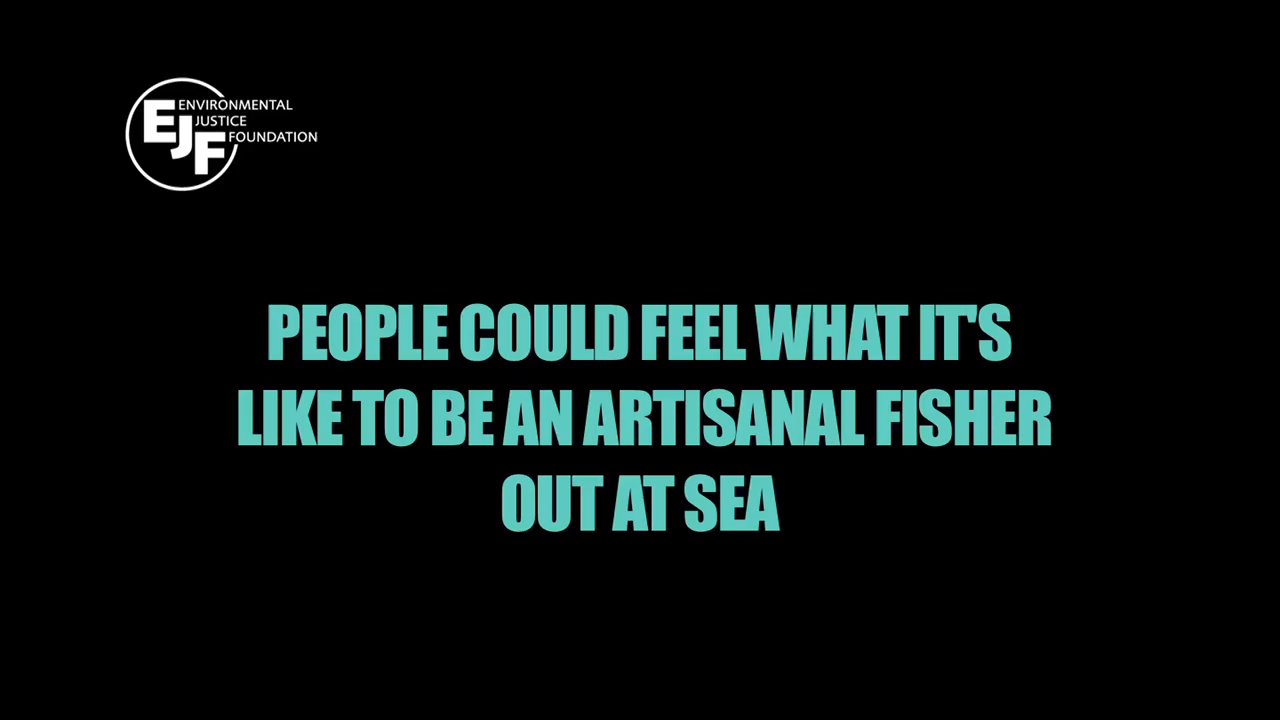 EJF
ENVIRONMENTAL
JUSTICE
FOUNDATION
PEOPLE COULD FEEL WHAT IT'S
LIKE TO BE AN ARTISANAL FISHER
OUT AT SEA